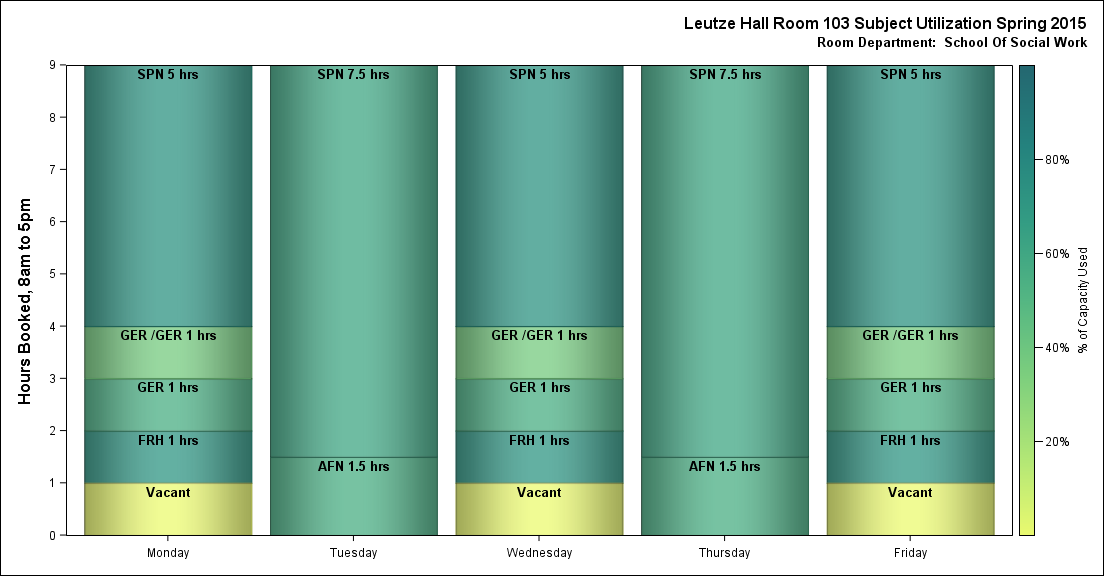 Leutze Hall Room 103 Subject Utilization Spring 2015
Room Department: School Of Social Work
Hours Booked, 8am to 5pm
9
8
7
6
5
4
3
2
1
0
SPN 5 hrs
GER /GER 1 hrs
GER 1 hrs
FRH 1 hrs
Vacant
SPN 7.5 hrs
AFN 1.5 hrs
SPN 5 hrs
GER /GER 1 hrs
GER 1 hrs
FRH 1 hrs
Vacant
SPN 7.5 hrs
AFN 1.5 hrs
SPN 5 hrs
GER /GER 1 hrs
GER 1 hrs
FRH 1 hrs
Vacant
Monday
Tuesday
Wednesday
Thursday
Friday
80%
60%
40%
20%
% of Capacity Used